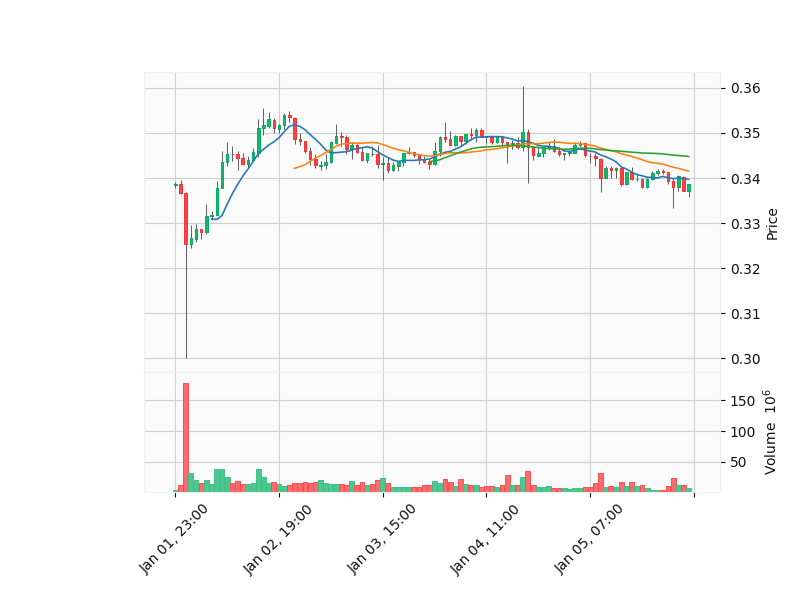 0.36
0.35
0.34
0.33
0.32
0.31
0.30
Price
150
100
50
Volume 10^6
Jan 01, 23:00
Jan 02, 19:00
Jan 03, 15:00
Jan 04, 11:00
Jan 05, 07:00